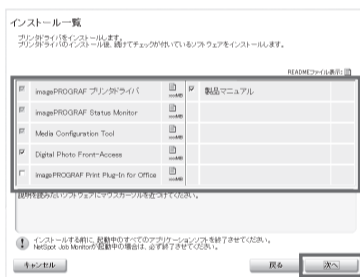 インストール一覧
プリンタドライバをインストールします。
プリンタドライバのインストール後、続けてチェックが付いているソフトウェアをインストールします。
READMEファイル表示:
imagePROGRAF プリンタドライバ
製品マニュアル
imagePROGRAF Status Monitor
Media Configuration Tool
Digital Photo Front-Access
imagePROGRAF Print Plug-In for Office
説明を読みたいソフトウェアにマウスカーソルを近づけてください。
インストールする前に、起動中のすべてのアプリケーションソフトを終了させてください。
NetSpot Job Monitorが起動中の場合は、必ず終了させてください。
キャンセル
戻る
次へ